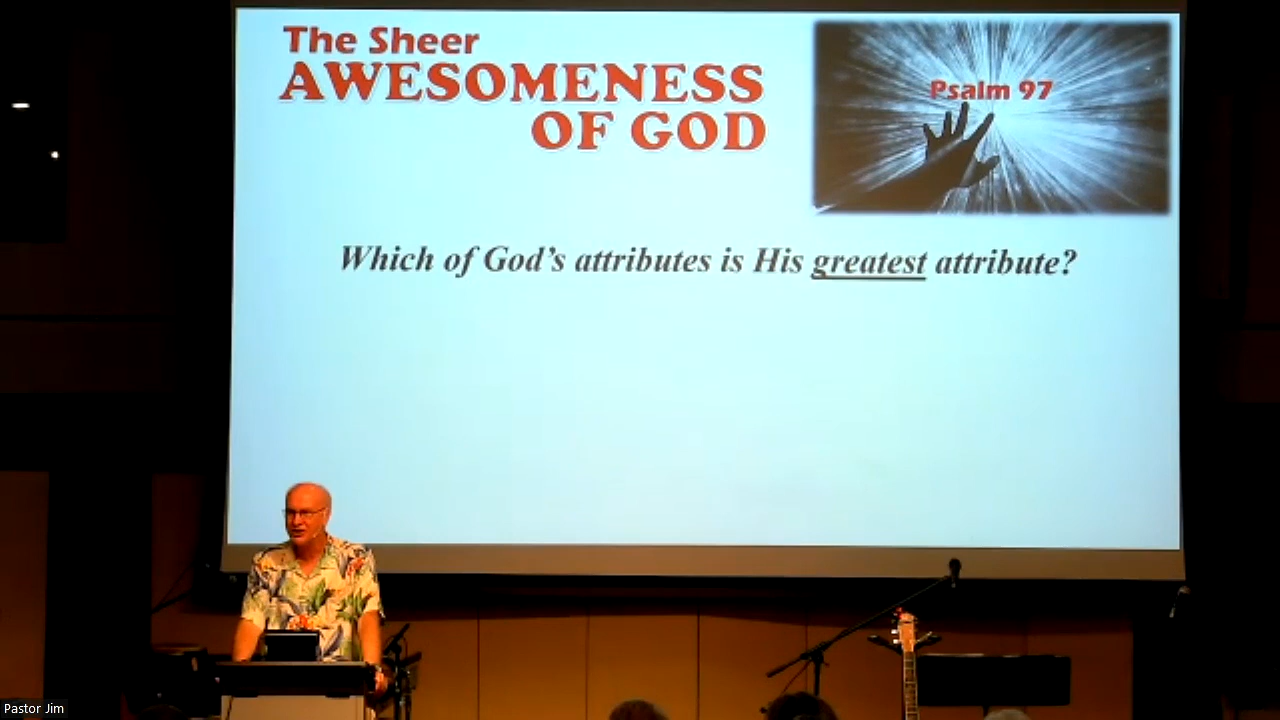 The Sheer
AWESOMENESS
OF GOD
Psalm 97
Which of God's attributes is His greatest attribute?
Pastor Jim